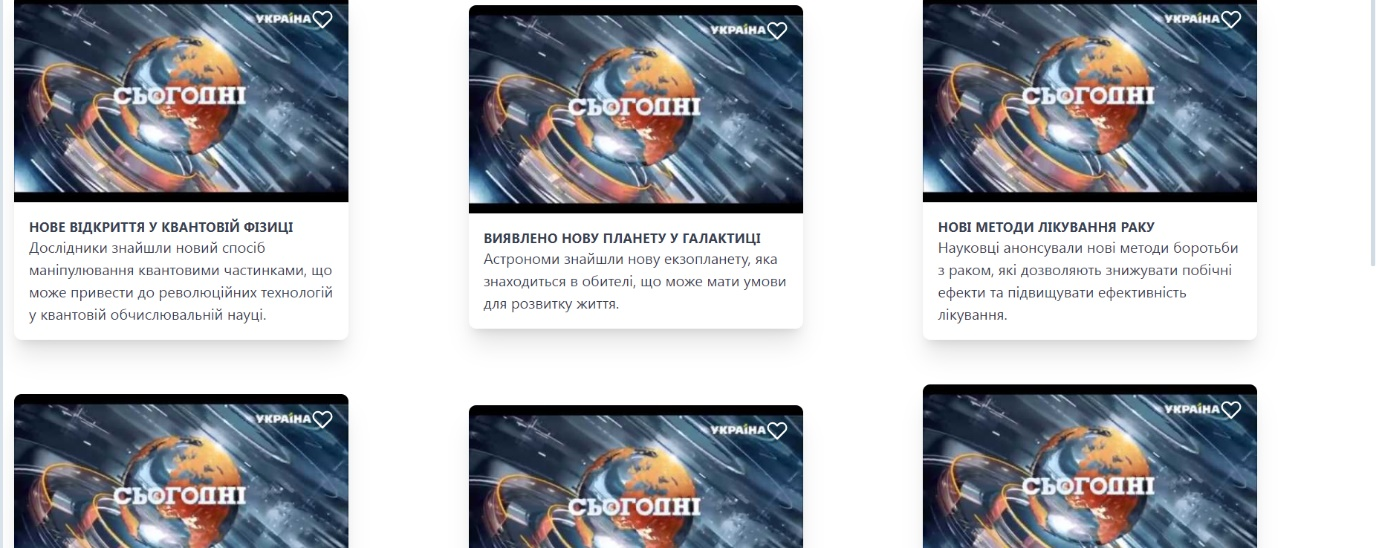 УКРАЇНА
СЬОГОДНІ
НОВЕ ВІДКРИТТЯ У КВАНТОВІЙ ФІЗИЦІ
Дослідники знайшли новий спосіб
маніпулювання квантовими частинками, що
може привести до революційних технологій
у квантовій обчислювальній науці.
УКРАЇНА
СЬОГОДНІ
ВИЯВЛЕНО НОВУ ПЛАНЕТУ У ГАЛАКТИЦІ
Астрономи знайшли нову екзопланету, яка
знаходиться в обителі, що може мати умови
для розвитку життя.
УКРАЇНА
СЬОГОДНІ
НОВІ МЕТОДИ ЛІКУВАННЯ РАКУ
Науковці анонсували нові методи боротьби
з раком, які дозволяють знижувати побічні
ефекти та підвищувати ефективність
лікування.
УКРАЇНА
СЬОГОДНІ
УКРАЇНА
СЬОГОДНІ
УКРАЇНА
СЬОГОДНІ